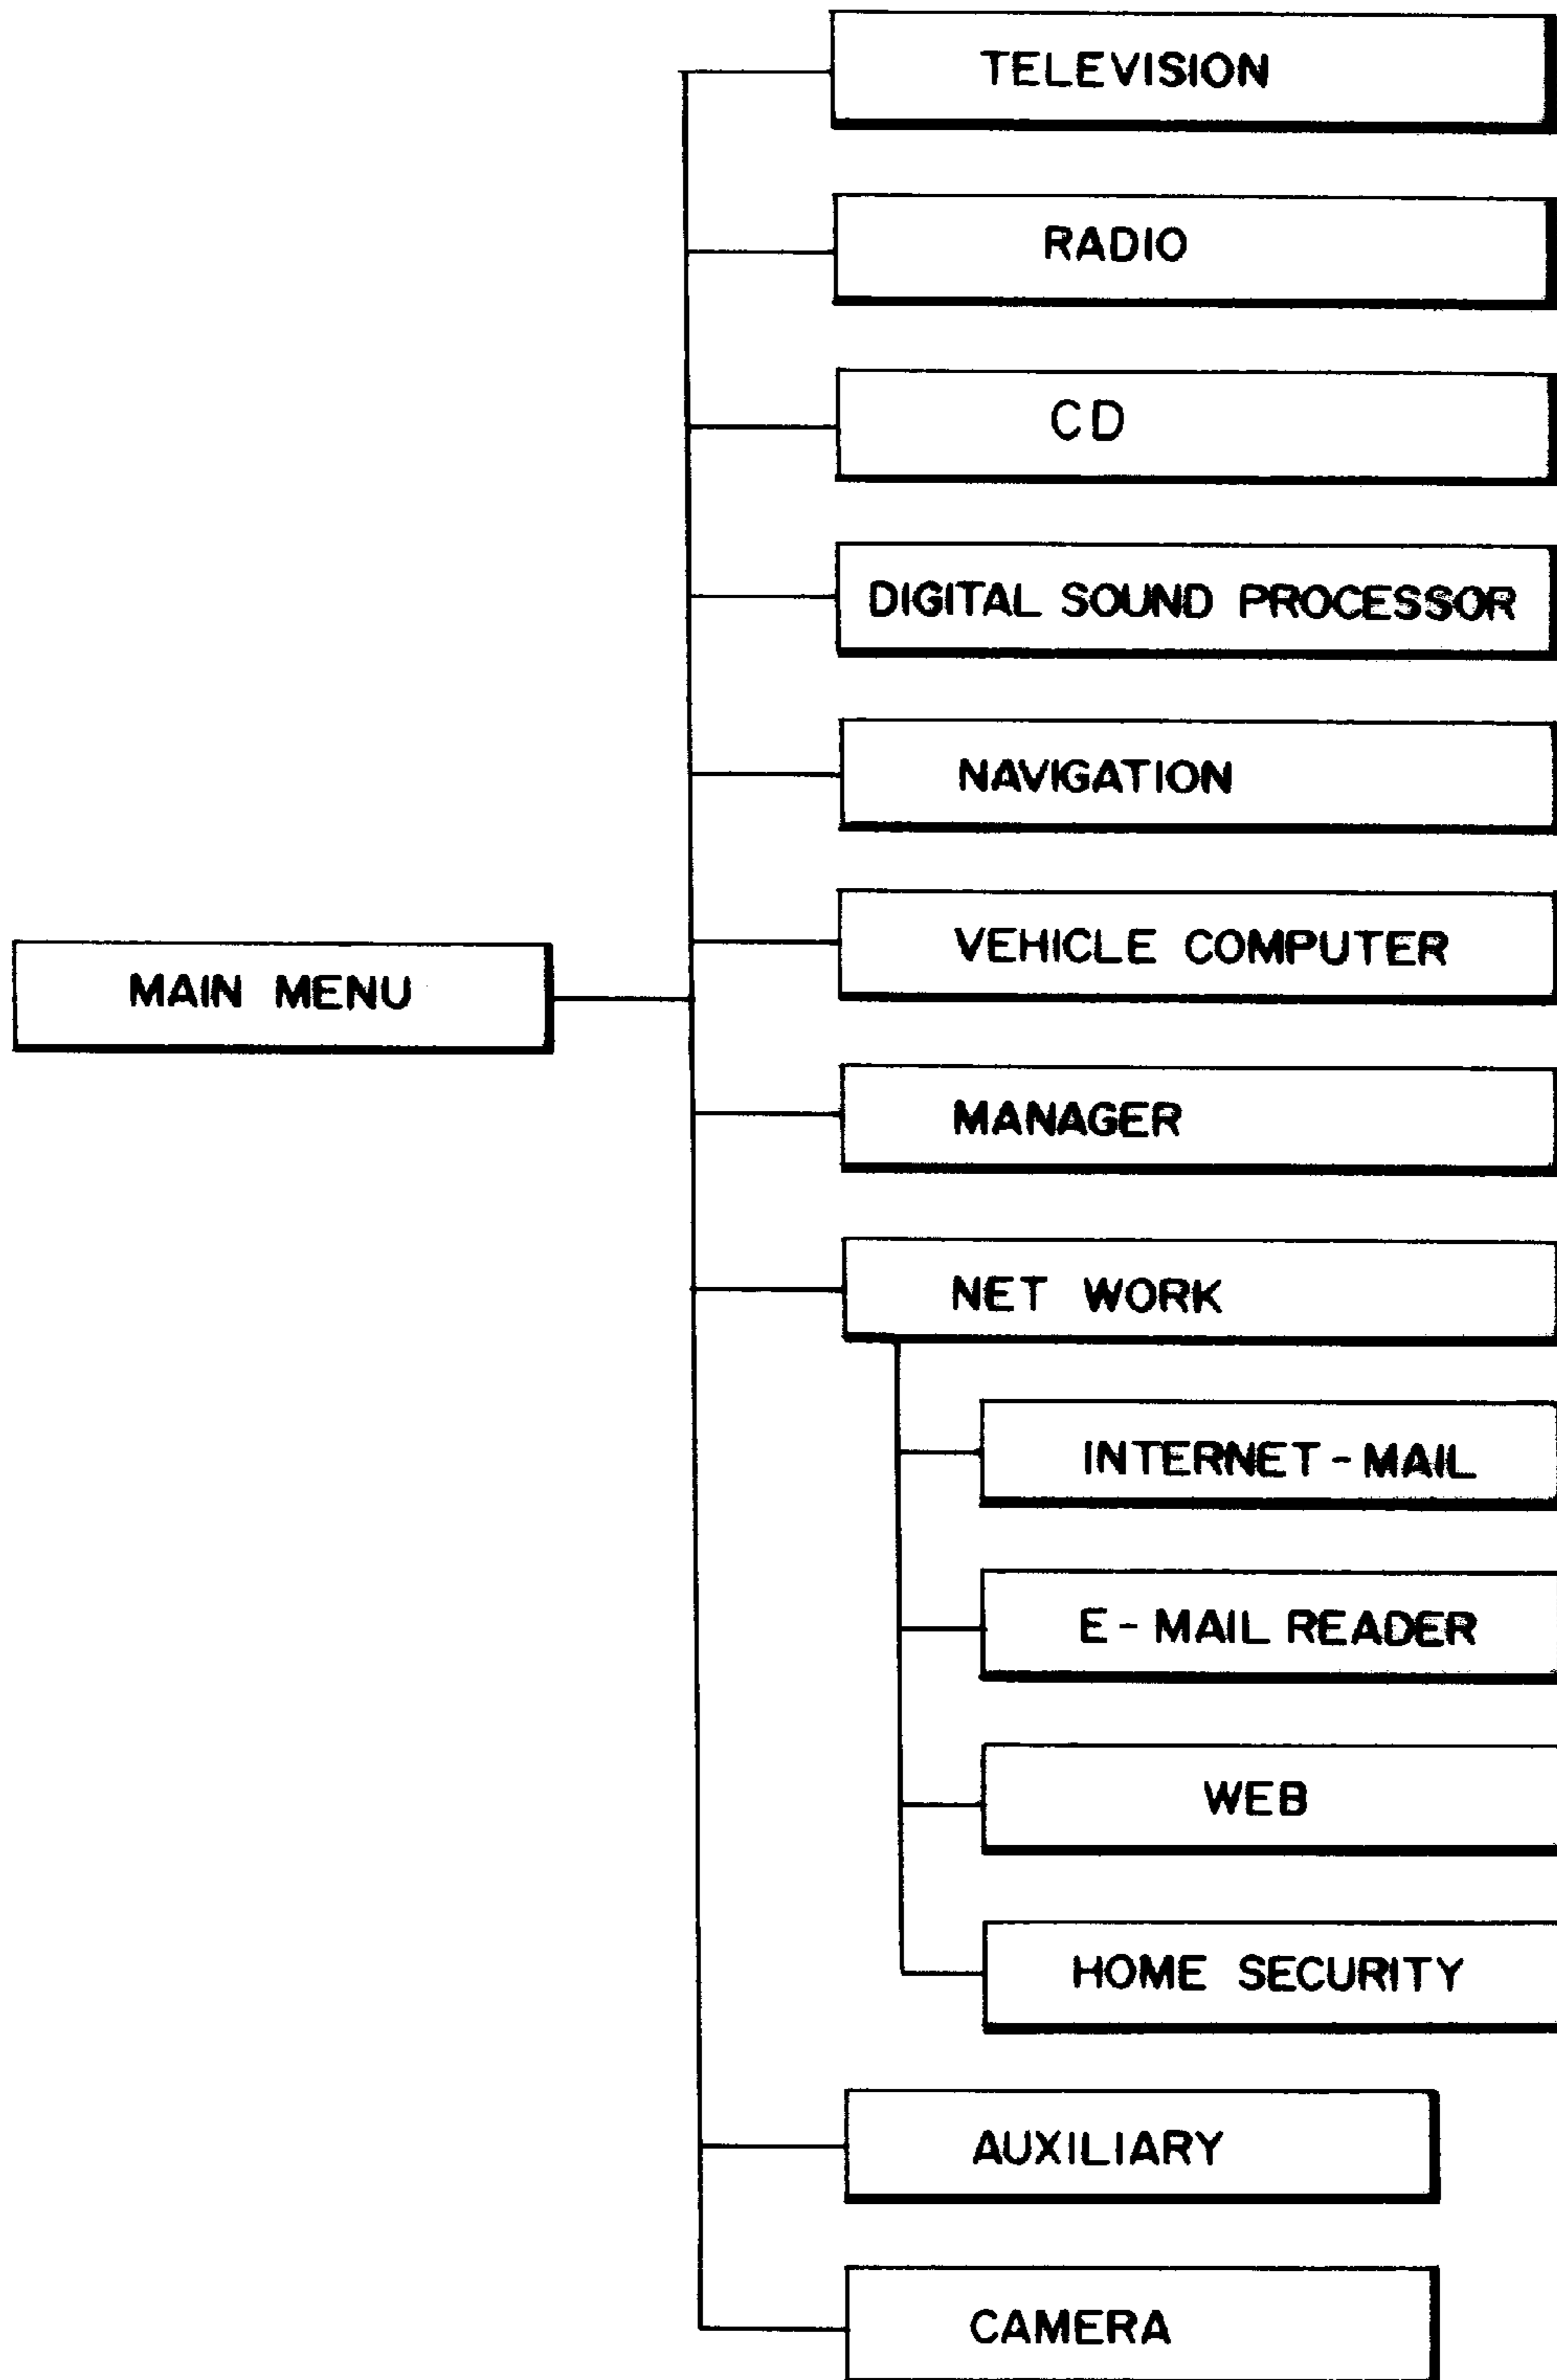 TELEVISION
RADIO
CD
DIGITAL SOUND PROCESSOR
NAVIGATION
VEHICLE COMPUTER
MAIN MENU
MANAGER
NET WORK
INTERNET-MAIL
E-MAIL READER
WEB
HOME SECURITY
AUXILIARY
CAMERA